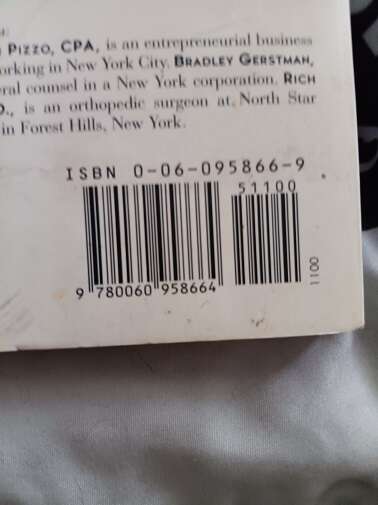 PIZZO, CPA, is an entrepreneurial business
orking in New York City. BRADLEY GERSTMAN,
eral counsel in a New York corporation. RICH
D., is an orthopedic surgeon at North Star
in Forest Hills, New York.
ISBN 0-06-095866-9
51100
9 780060 958664
1100